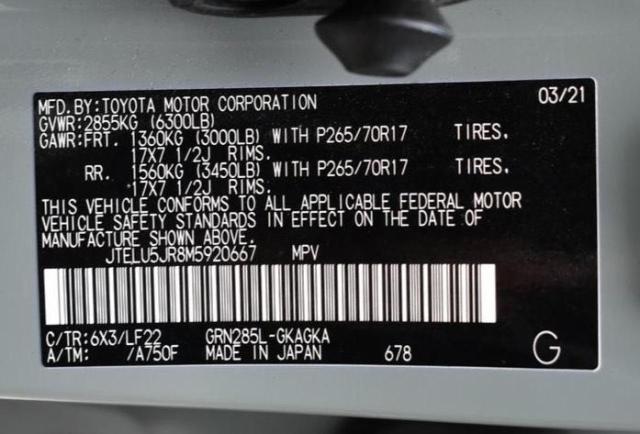 MFD.BY:TOYOTA MOTOR CORPORATION 03/21
GVWR:2855KG (6300LB)
GAWR:FRT. 1360KG (3000LB) WITH P265/70R17 TIRES,
17X7 1/2J RIMS.
RR. 1560KG (3450LB) WITH P265/70R17 TIRES,
17X7 1/2J RIMS.
THIS VEHICLE CONFORMS TO ALL APPLICABLE FEDERAL MOTOR
VEHICLE SAFETY STANDARDS IN EFFECT ON THE DATE OF
MANUFACTURE SHOWN ABOVE.
JTELU5JR8M5920667 MPV
C/TR:6X3/LF22 GRN285L-GKAGKA
A/TM: /A750F MADE IN JAPAN 678 G